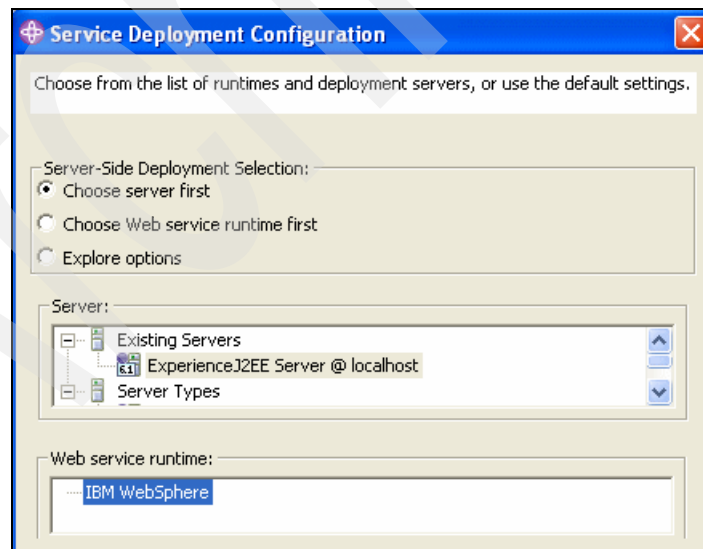 Service Deployment Configuration
Choose from the list of runtimes and deployment servers, or use the default settings.
Server-Side Deployment Selection:
Choose server first
Choose Web service runtime first
Explore options
Server:
Existing Servers
6.1 ExperienceJ2EE Server @ localhost
Server Types
Web service runtime:
IBM WebSphere